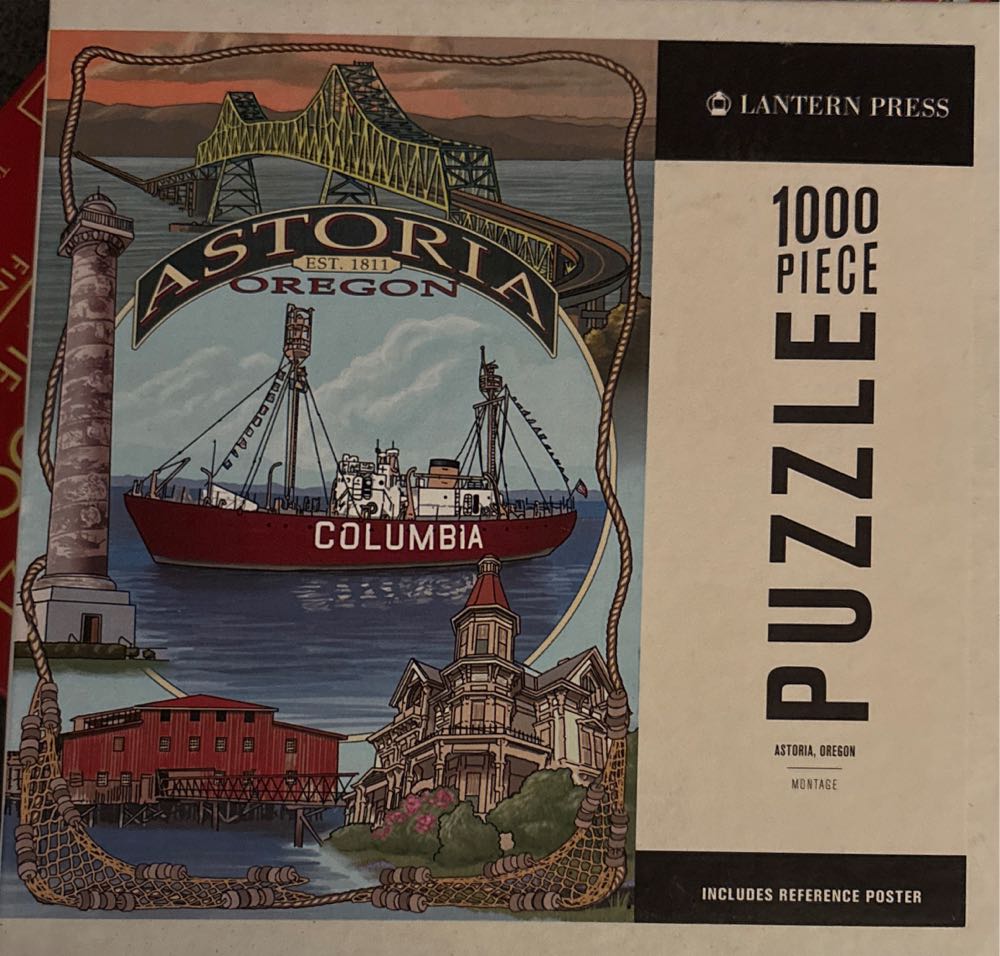 ASTORIA
EST. 1811
OREGON
COLUMBIA
LANTERN PRESS
1000
PIECE
PUZZLE
ASTORIA, OREGON
MONTAGE
INCLUDES REFERENCE POSTER